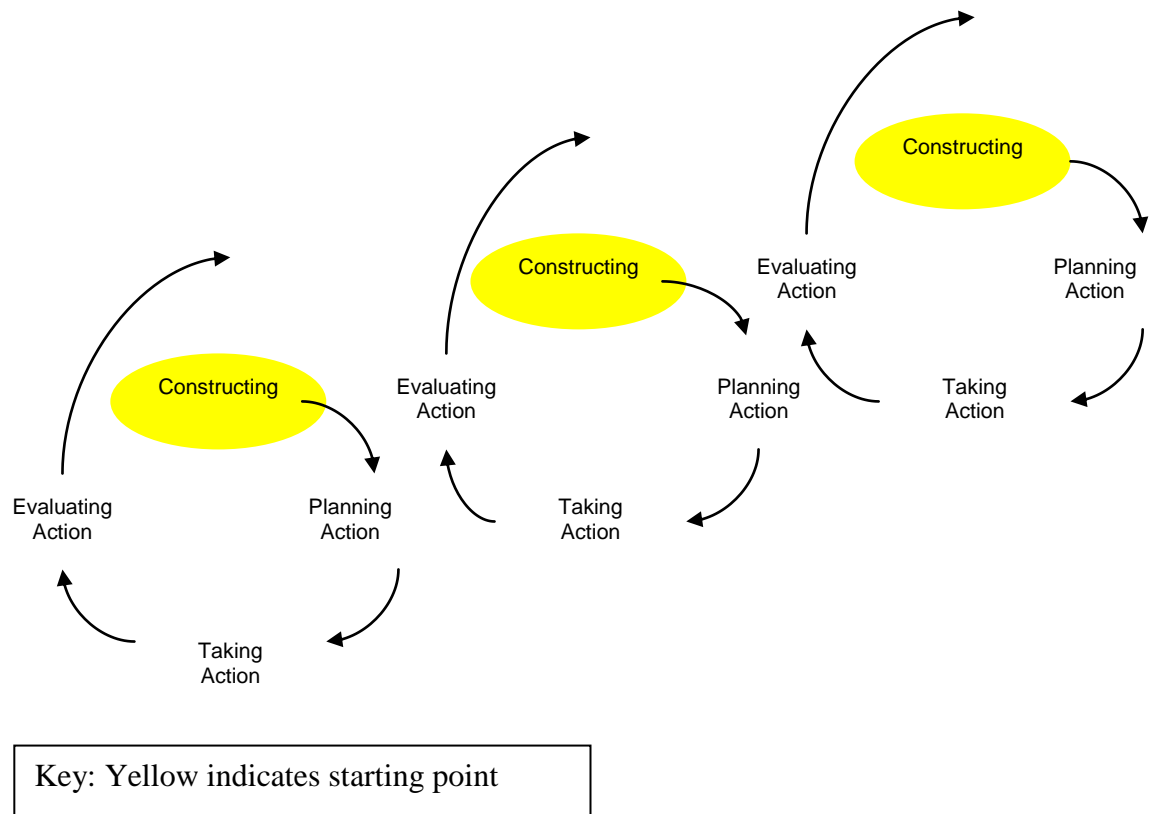 Constructing
Evaluating
Action
Planning
Action
Taking
Action
Constructing
Evaluating
Action
Planning
Action
Taking
Action
Constructing
Evaluating
Action
Planning
Action
Taking
Action
Key: Yellow indicates starting point